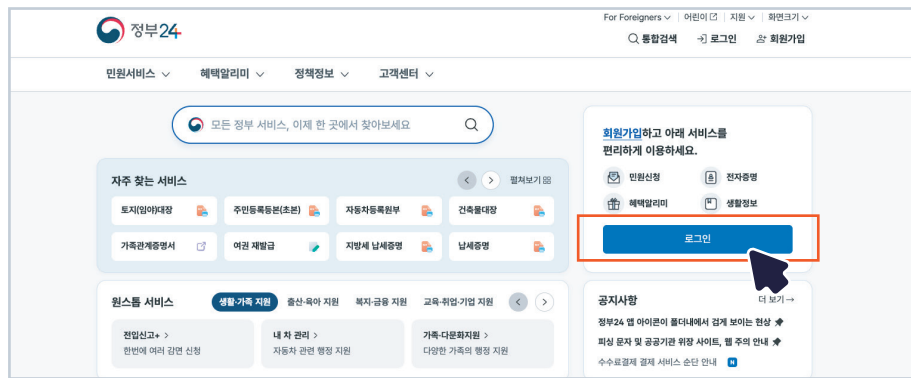 For Foreigners 어린이 지원 화면크기
정부24
통합검색 로그인 회원가입
민원서비스 혜택알리미 정책정보 고객센터
모든 정부 서비스, 이제 한 곳에서 찾아보세요
회원가입하고 아래 서비스를
편리하게 이용하세요.
민원신청 전자증명
혜택알리미 생활정보
로그인
자주 찾는 서비스 펼쳐보기
토지(임야)대장 주민등록등본(초본) 자동차등록원부 건축물대장
가족관계증명서 여권 재발급 지방세 납세증명 납세증명
원스톱 서비스 생활·가족 지원 출산·육아 지원 복지·금융 지원 교육·취업·기업 지원
전입신고+ > 내 차 관리 > 가족·다문화지원 >
한번에 여러 감면 신청 자동차 관련 행정 지원 다양한 가족의 행정 지원
공지사항 더 보기→
정부24 앱 아이콘이 폴더내에서 검게 보이는 현상
피싱 문자 및 공공기관 위장 사이트, 웹 주의 안내
수수료결제 결제 서비스 순단 안내 N